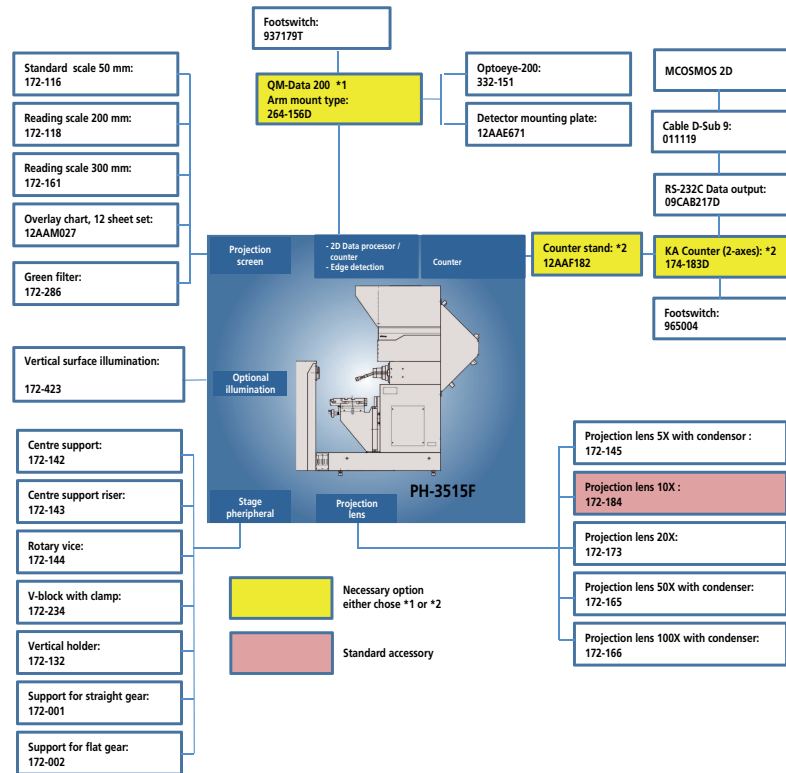 Footswitch:
937179T
Standard scale 50 mm:
172-116
Reading scale 200 mm:
172-118
Reading scale 300 mm:
172-161
Overlay chart, 12 sheet set:
12AAM027
Green filter:
172-286
QM-Data 200 *1
Arm mount type:
264-156D
Optoeye-200:
332-151
Detector mounting plate:
12AAE671
MCOSMOS 2D
Cable D-Sub 9:
011119
RS-232C Data output:
09CAB217D
Counter stand: *2
12AAF182
KA Counter (2-axes): *2
174-183D
Footswitch:
965004
Projection
screen
- 2D Data processor /
counter
- Edge detection
Counter
Vertical surface illumination:
172-423
Optional
illumination
PH-3515F
Stage
pheripheral
Projection
lens
Centre support:
172-142
Centre support riser:
172-143
Rotary vice:
172-144
V-block with clamp:
172-234
Vertical holder:
172-132
Support for straight gear:
172-001
Support for flat gear:
172-002
Projection lens 5X with condensor :
172-145
Projection lens 10X :
172-184
Projection lens 20X:
172-173
Projection lens 50X with condenser:
172-165
Projection lens 100X with condenser:
172-166
Necessary option
either chose *1 or *2
Standard accessory